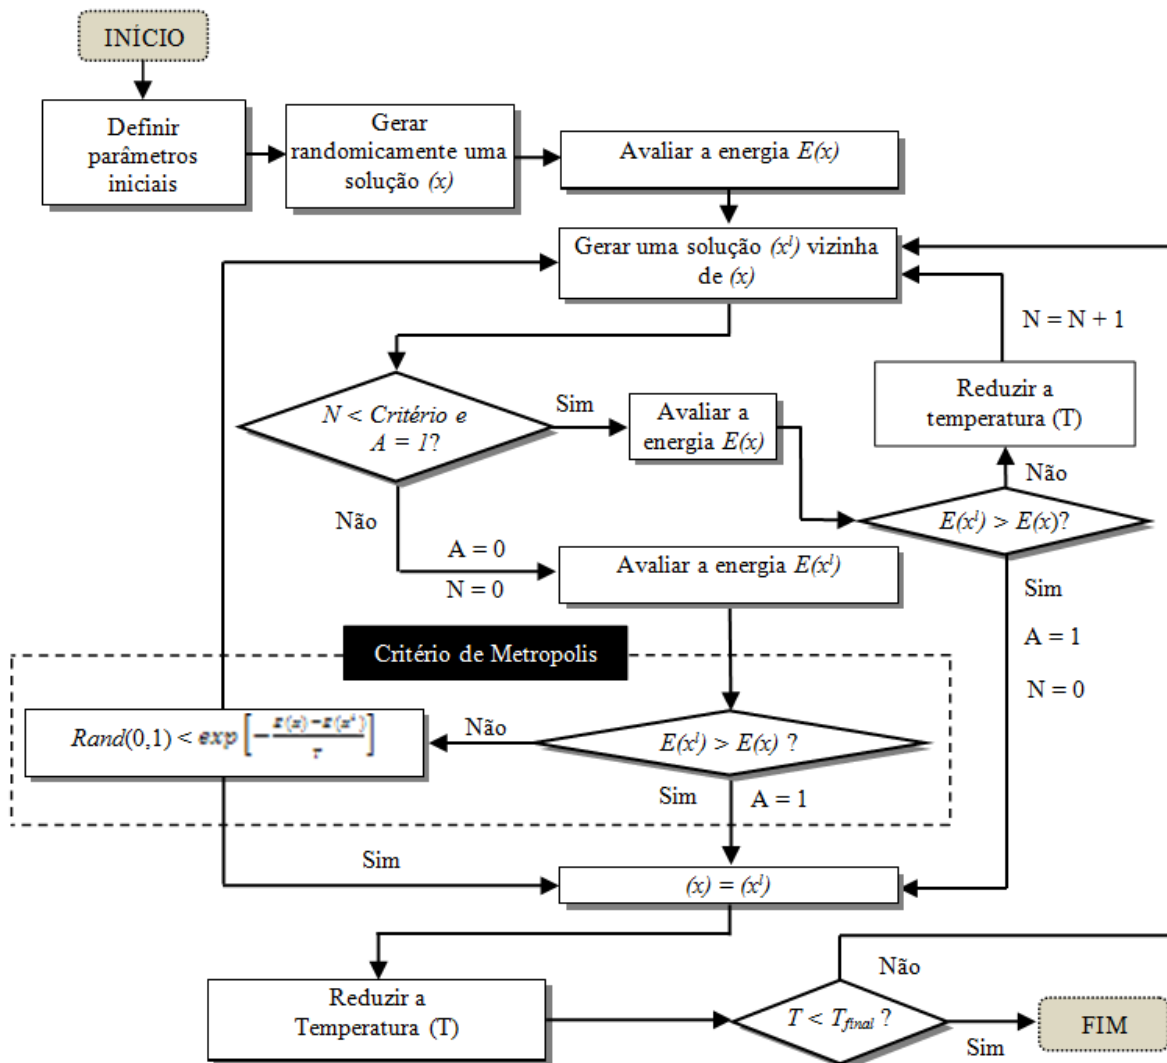 INÍCIO
Definir
parâmetros
iniciais
Gerar
randomicamente uma
solução (x)
Avaliar a energia E(x)
Gerar uma solução (x^l) vizinha
de (x)
N = N + 1
Reduzir a
temperatura (T)
N < Critério e
A = 1?
Sim
Avaliar a
energia E(x)
Não
E(x^l) > E(x)?
Não
A = 0
N = 0
Avaliar a energia E(x^l)
Sim
A = 1
N = 0
Critério de Metropolis
Rand(0,1) < exp [-(E(x)-E(x^l))/T]
Não
E(x^l) > E(x) ?
Sim
A = 1
Sim
(x) = (x^l)
Reduzir a
Temperatura (T)
Não
T < T_final ?
Sim
FIM